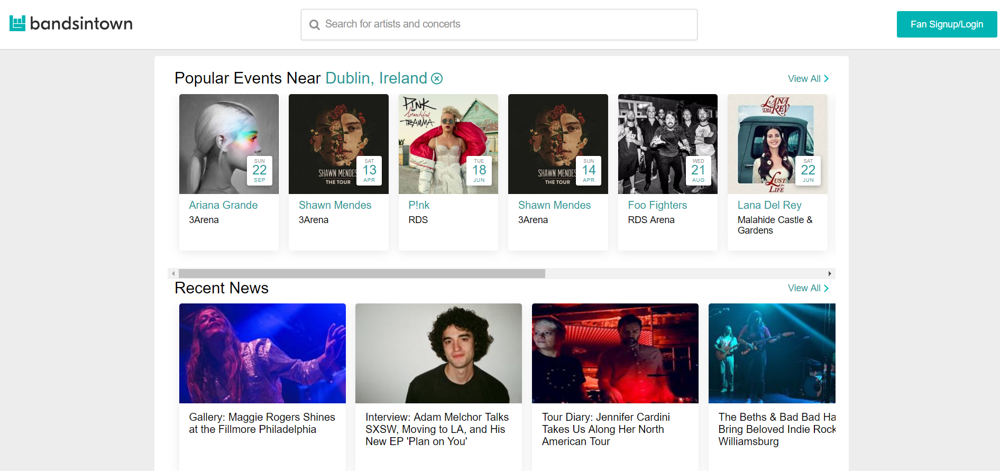 bandsintown
Search for artists and concerts
Fan Signup/Login
Popular Events Near Dublin, Ireland
View All
SUN
22
SEP
Ariana Grande
3Arena
SHAWN MENDES
THE TOUR
SAT
13
APR
Shawn Mendes
3Arena
P!NK
beautiful
TRAUMA
TUE
18
JUN
P!nk
RDS
SHAWN MENDES
THE TOUR
SUN
14
APR
Shawn Mendes
3Arena
WED
21
AUG
Foo Fighters
RDS Arena
LANA
DEL REY
LUST
for
LIFE
SAT
22
JUN
Lana Del Rey
Malahide Castle &
Gardens
Recent News
View All
Gallery: Maggie Rogers Shines
at the Fillmore Philadelphia
Interview: Adam Melchor Talks
SXSW, Moving to LA, and His
New EP 'Plan on You'
Tour Diary: Jennifer Cardini
Takes Us Along Her North
American Tour
The Beths & Bad Bad Ha
Bring Beloved Indie Rock
Williamsburg